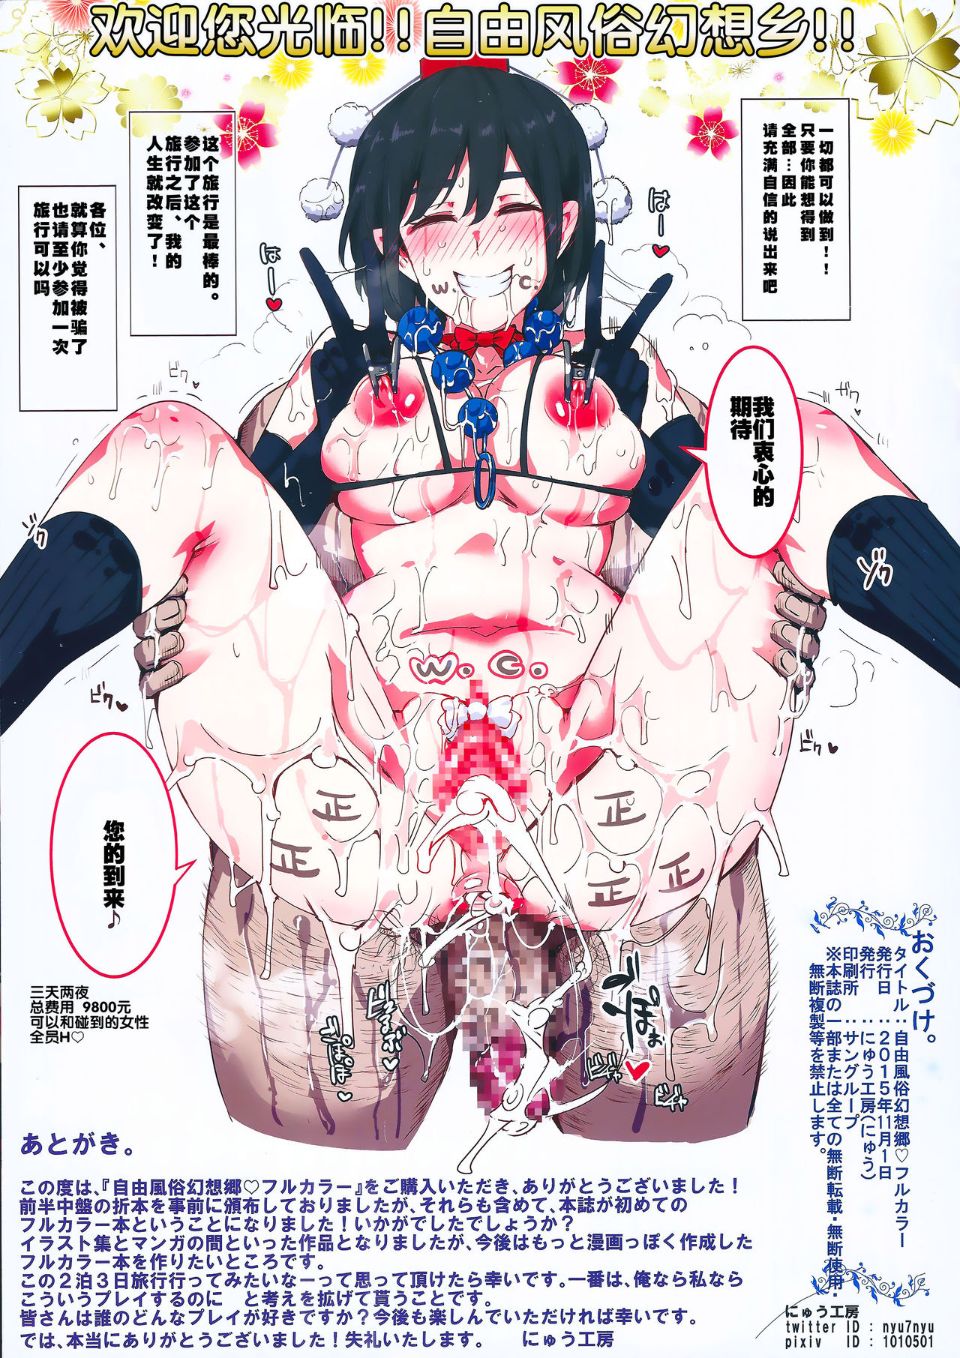 欢迎您光临!!自由风俗幻想乡!!
一切都可以做到！！
只要你能想得到
全部…因此
请充满自信的说出来吧
这个旅行是最棒的。
参加了这个
旅行之后、我的
人生就改变了！
各位、
就算你觉得被骗了
也请至少参加一次
旅行可以吗
はー♥
はー♥
w.c.
我们衷心的
期待
ビクッ
ビクッ
ゾクッ
ゾクッ
ビクッ♥
ビクッ♥
w.c.
正
正
正
正
正
您的到来♪
三天两夜
总费用 9800元
可以和碰到的女性
全员H♡
おくづけ。
タイトル：自由風俗幻想郷♡フルカラー
発行日：２０１５年11月１日
発行：にゅう工房(にゅう)
印刷所　サングループ
※本誌の一部または全ての無断転載・無断使用・
無断複製等を禁止します。
にゅう工房
twitter ID : nyu7nyu
pixiv ID : 1010501
あとがき。
この度は、『自由風俗幻想郷♡フルカラー』をご購入いただき、ありがとうございました！
前半中盤の折本を事前に頒布しておりましたが、それらも含めて、本誌が初めての
フルカラー本ということになりました！いかがでしたでしょうか？
イラスト集とマンガの間といった作品となりましたが、今後はもっと漫画っぽく作成した
フルカラー本を作りたいところです。
この２泊３日旅行行ってみたいなーって思って頂けたら幸いです。一番は、俺なら私なら
こういうプレイするのに　と考えを拡げて貰うことです。
皆さんは誰のどんなプレイが好きですか？今後も楽しんでいただければ幸いです。
では、本当にありがとうございました！失礼いたします。　にゅう工房